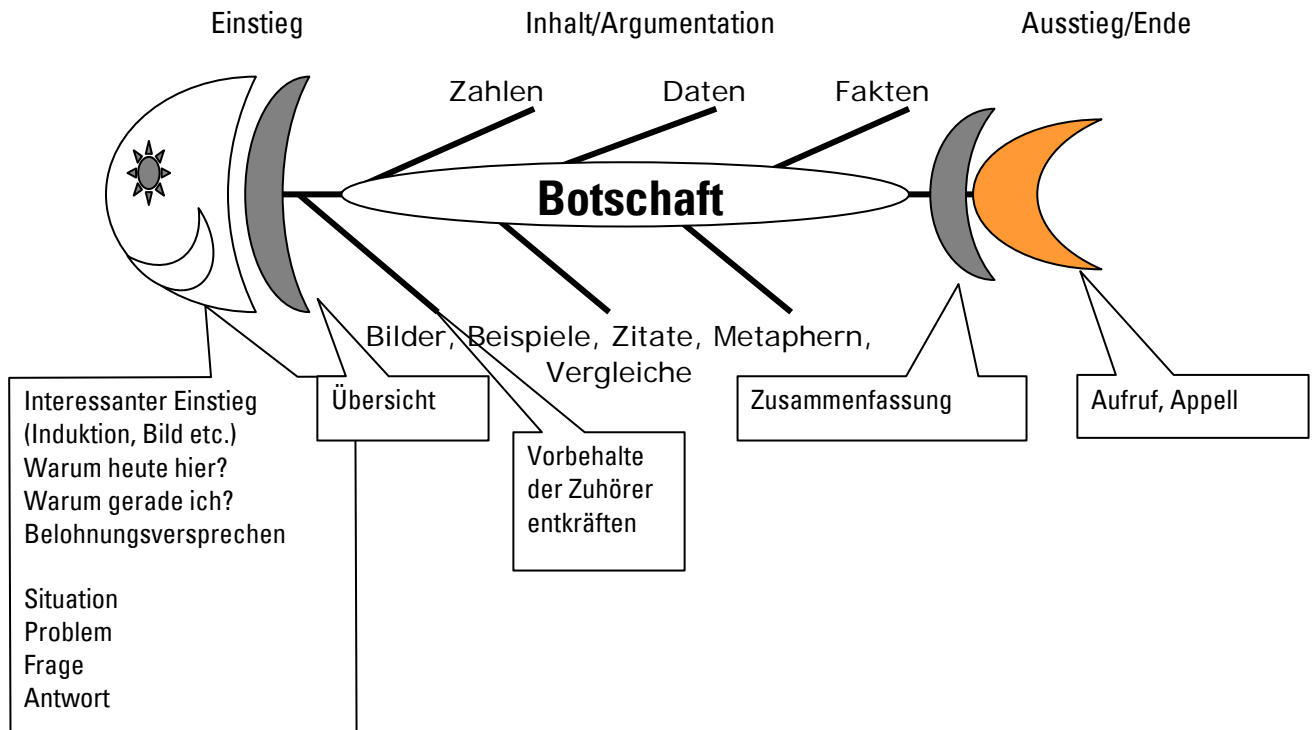 Einstieg
Inhalt/Argumentation
Ausstieg/Ende
Zahlen
Daten
Fakten
Botschaft
Bilder, Beispiele, Zitate, Metaphern,
Vergleiche
Interessanter Einstieg
(Induktion, Bild etc.)
Warum heute hier?
Warum gerade ich?
Belohnungsversprechen
Situation
Problem
Frage
Antwort
Übersicht
Vorbehalte
der Zuhörer
entkräften
Zusammenfassung
Aufruf, Appell